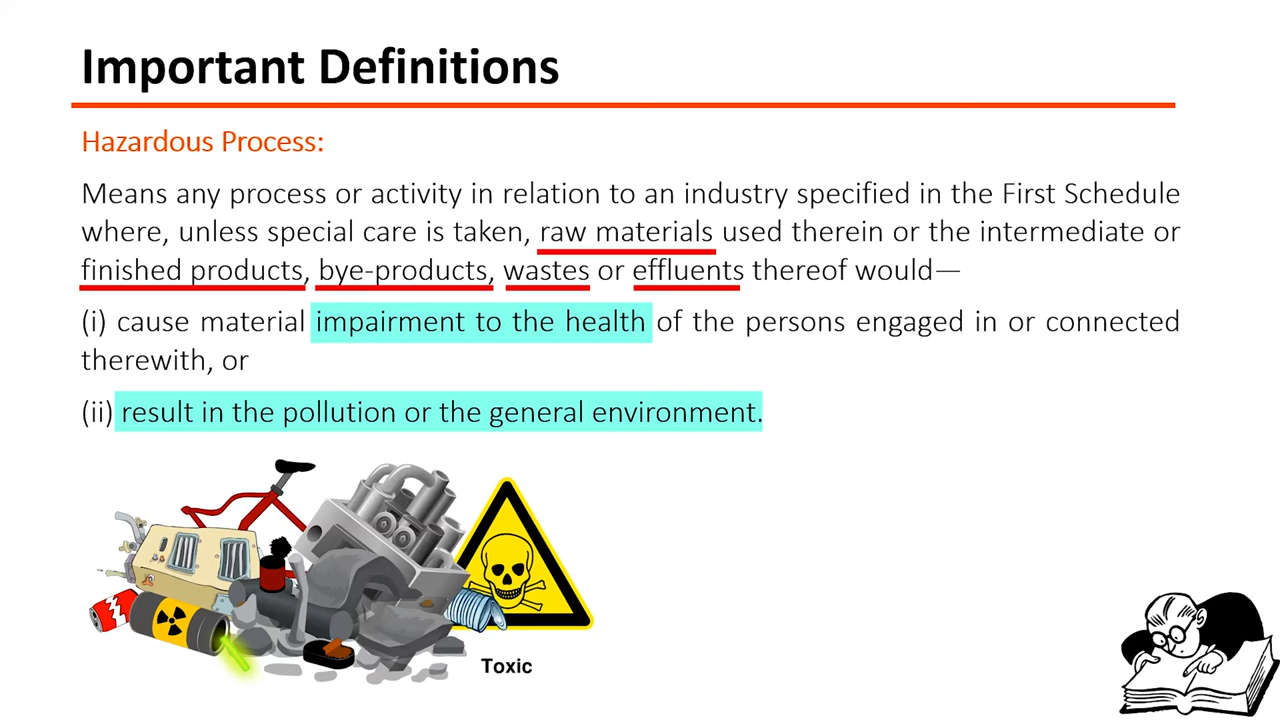 Important Definitions
Hazardous Process:
Means any process or activity in relation to an industry specified in the First Schedule
where, unless special care is taken, raw materials used therein or the intermediate or
finished products, bye-products, wastes or effluents thereof would—
(i) cause material impairment to the health of the persons engaged in or connected
therewith, or
(ii) result in the pollution or the general environment.
Toxic